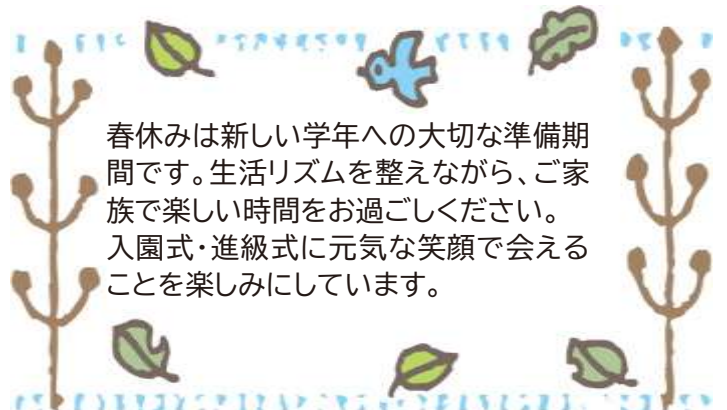 春休みは新しい学年への大切な準備期
間です。生活リズムを整えながら、ご家
族で楽しい時間をお過ごしください。
入園式・進級式に元気な笑顔で会える
ことを楽しみにしています。